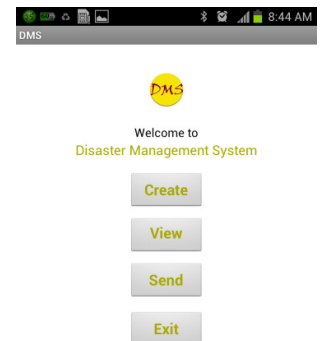 8:44 AM
DMS
DMS
Welcome to
Disaster Management System
Create
View
Send
Exit